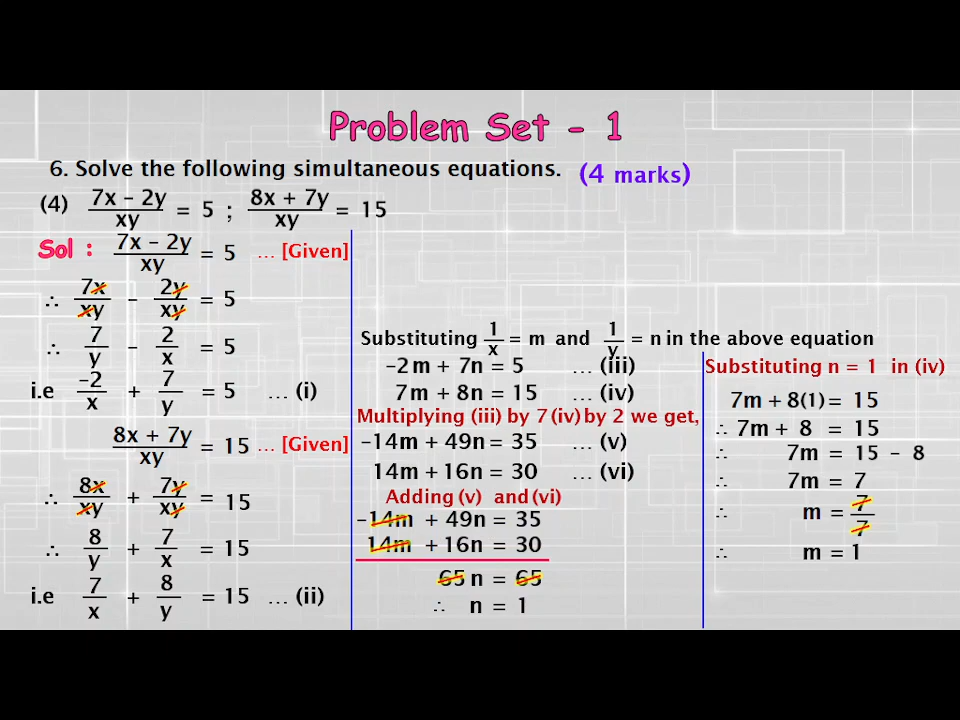 Problem Set - 1
6. Solve the following simultaneous equations. (4 marks)
(4) 7x – 2y / xy = 5 ; 8x + 7y / xy = 15
Sol : 7x – 2y / xy = 5 ... [Given]
∴ 7x / xy – 2y / xy = 5
∴ 7 / y – 2 / x = 5
i.e –2 / x + 7 / y = 5 ... (i)
8x + 7y / xy = 15 ... [Given]
∴ 8x / xy + 7y / xy = 15
∴ 8 / y + 7 / x = 15
i.e 7 / x + 8 / y = 15 ... (ii)
Substituting 1 / x = m and 1 / y = n in the above equation
–2m + 7n = 5 ... (iii)
7m + 8n = 15 ... (iv)
Multiplying (iii) by 7 (iv) by 2 we get,
–14m + 49n = 35 ... (v)
14m + 16n = 30 ... (vi)
Adding (v) and (vi)
–14m + 49n = 35
14m + 16n = 30
65 n = 65
∴ n = 1
Substituting n = 1 in (iv)
7m + 8(1) = 15
∴ 7m + 8 = 15
∴ 7m = 15 – 8
∴ 7m = 7
∴ m = 7 / 7
∴ m = 1